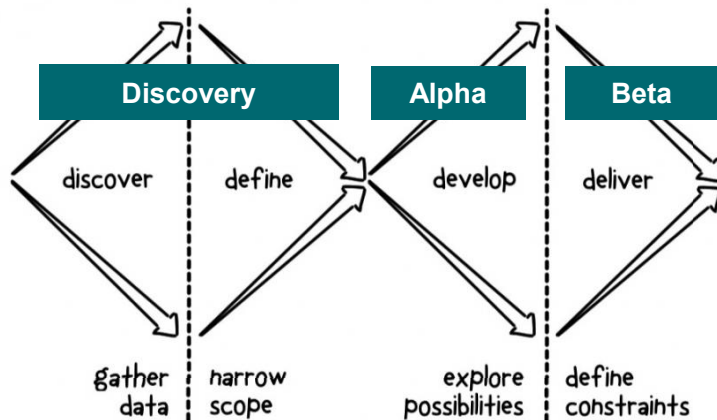 Discovery
Alpha
Beta
discover
define
develop
deliver
gather
data
narrow
scope
explore
possibilities
define
constraints